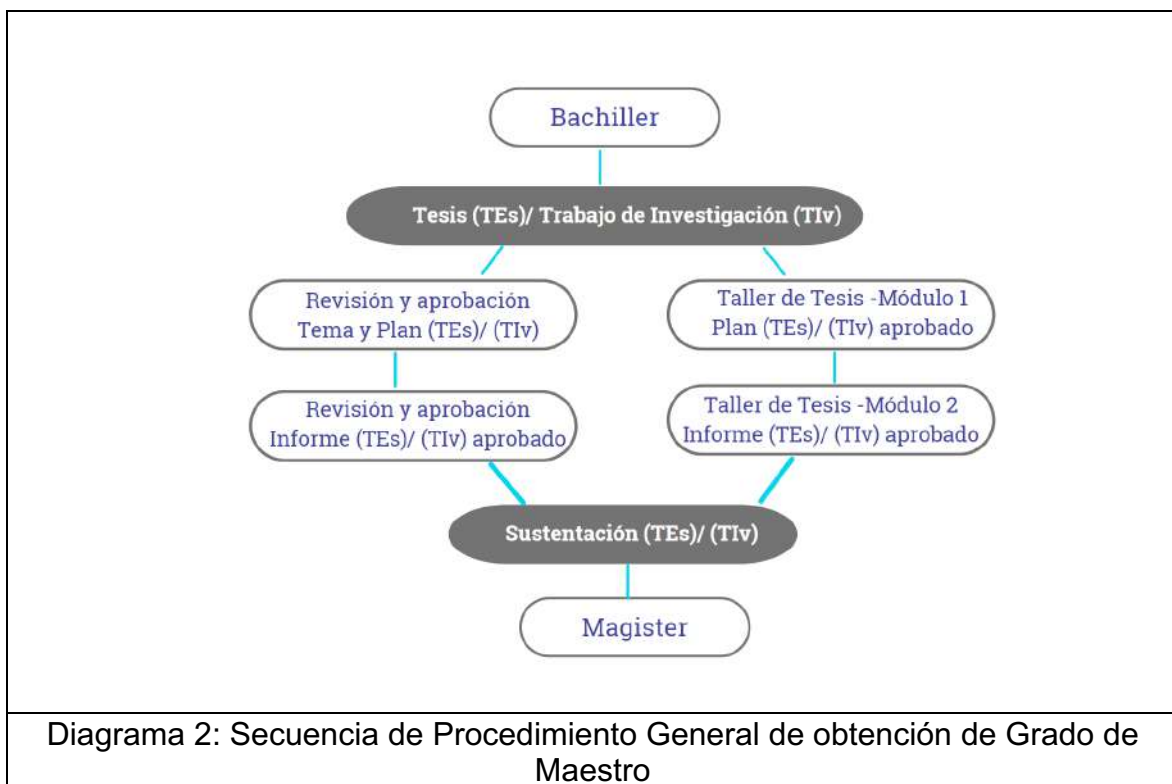 Bachiller
Tesis (TEs)/ Trabajo de Investigación (TIv)
Revisión y aprobación
Tema y Plan (TEs)/ (TIv)
Taller de Tesis -Módulo 1
Plan (TEs)/ (TIv) aprobado
Revisión y aprobación
Informe (TEs)/ (TIv) aprobado
Taller de Tesis -Módulo 2
Informe (TEs)/ (TIv) aprobado
Sustentación (TEs)/ (TIv)
Magister
Diagrama 2: Secuencia de Procedimiento General de obtención de Grado de
Maestro